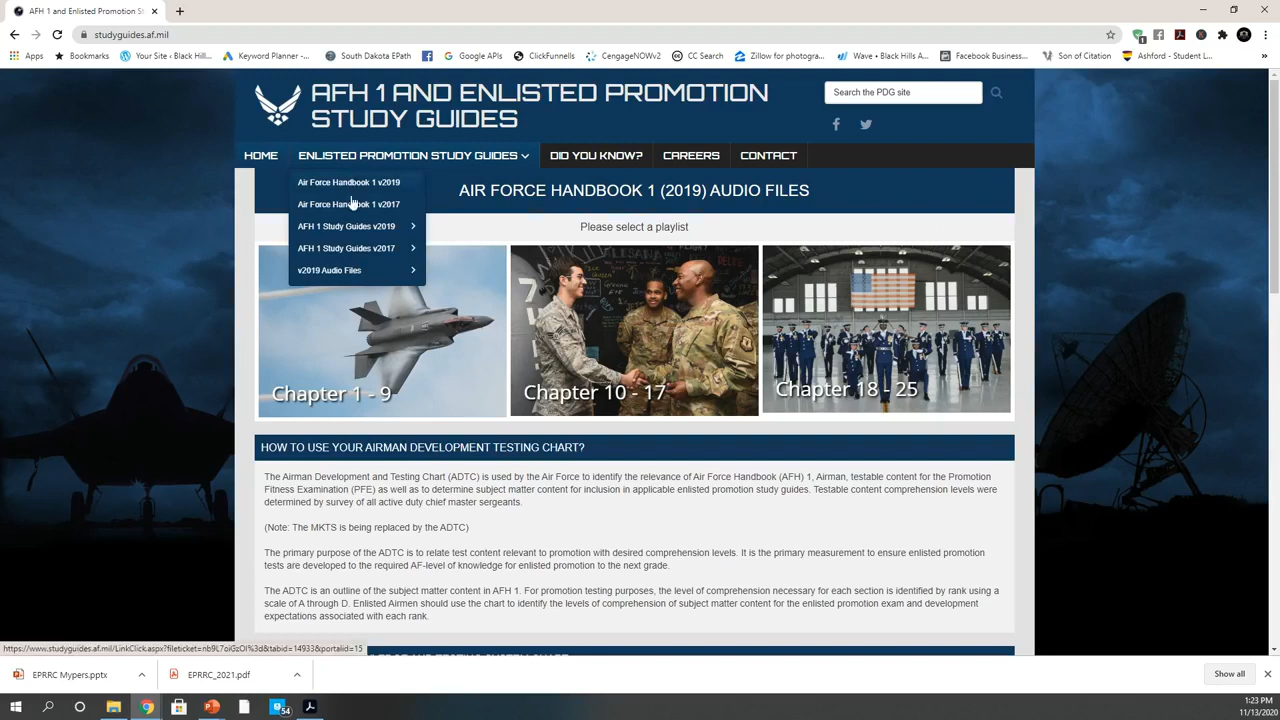 AFH 1 and Enlisted Promotion St
studyguides.af.mil
Apps
Bookmarks
Your Site ‹ Black Hill...
Keyword Planner -...
South Dakota EPath
Google APIs
ClickFunnells
CengageNOWv2
CC Search
Zillow for photogra...
Wave • Black Hills A...
Facebook Business...
Son of Citation
Ashford - Student L...
»
AFH 1 AND ENLISTED PROMOTION
STUDY GUIDES
Search the PDG site
HOME
ENLISTED PROMOTION STUDY GUIDES
DID YOU KNOW?
CAREERS
CONTACT
Air Force Handbook 1 v2019
Air Force Handbook 1 v2017
AFH 1 Study Guides v2019
AFH 1 Study Guides v2017
v2019 Audio Files
AIR FORCE HANDBOOK 1 (2019) AUDIO FILES
Please select a playlist
Chapter 1 - 9
Chapter 10 - 17
Chapter 18 - 25
HOW TO USE YOUR AIRMAN DEVELOPMENT TESTING CHART?
The Airman Development and Testing Chart (ADTC) is used by the Air Force to identify the relevance of Air Force Handbook (AFH) 1, Airman, testable content for the Promotion
Fitness Examination (PFE) as well as to determine subject matter content for inclusion in applicable enlisted promotion study guides. Testable content comprehension levels were
determined by survey of all active duty chief master sergeants.
(Note: The MKTS is being replaced by the ADTC)
The primary purpose of the ADTC is to relate test content relevant to promotion with desired comprehension levels. It is the primary measurement to ensure enlisted promotion
tests are developed to the required AF-level of knowledge for enlisted promotion to the next grade.
The ADTC is an outline of the subject matter content in AFH 1. For promotion testing purposes, the level of comprehension necessary for each section is identified by rank using a
scale of A through D. Enlisted Airmen should use the chart to identify the levels of comprehension of subject matter content for the enlisted promotion exam and development
expectations associated with each rank.
https://www.studyguides.af.mil/LinkClick.aspx?fileticket=nb9L7oiGzOI%3d&tabid=14933&portalid=15
EPRRC Mypers.pptx
EPRRC_2021.pdf
Show all
54
1:23 PM
11/13/2020